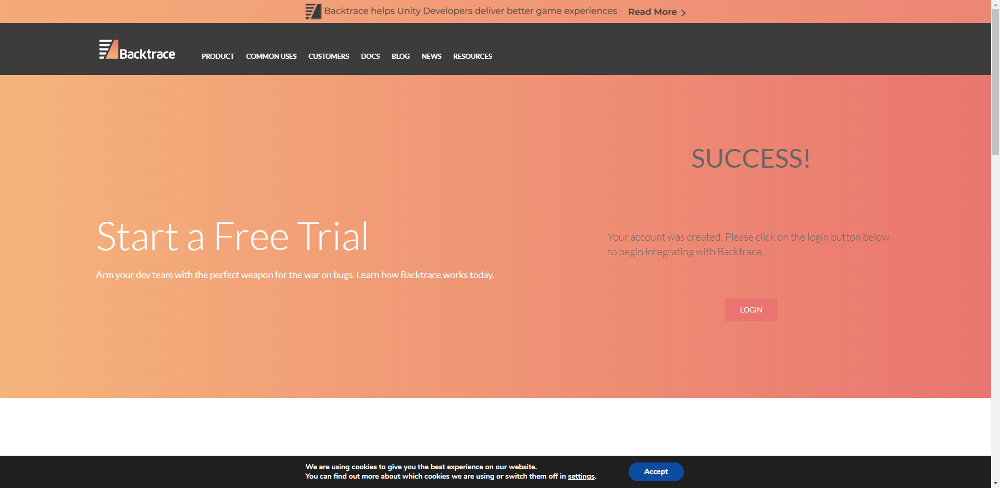 Backtrace helps Unity Developers deliver better game experiences Read More >
Backtrace PRODUCT COMMON USES CUSTOMERS DOCS BLOG NEWS RESOURCES
Start a Free Trial
Arm your dev team with the perfect weapon for the war on bugs. Learn how Backtrace works today.
SUCCESS!
Your account was created. Please click on the login button below
to begin integrating with Backtrace.
LOGIN
We are using cookies to give you the best experience on our website.
You can find out more about which cookies we are using or switch them off in settings.
Accept